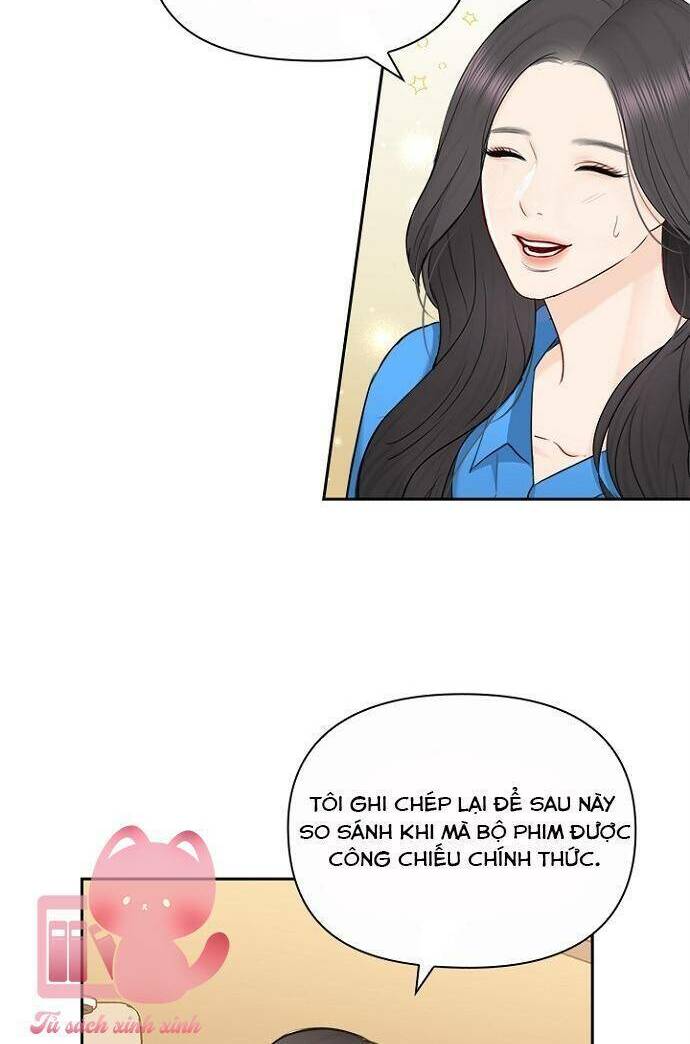 TÔI GHI CHÉP LẠI ĐỂ SAU NÀY
SO SÁNH KHI MÀ BỘ PHIM ĐƯỢC
CÔNG CHIẾU CHÍNH THỨC.
Tủ sách xinh xinh